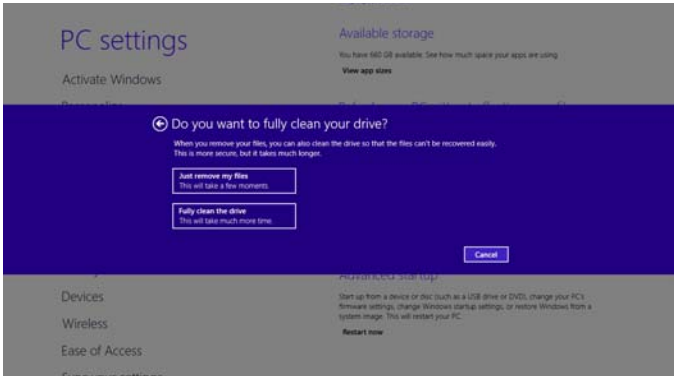 PC settings
Activate Windows
Available storage
You have 660 GB available. See how much space your apps are using.
View app sizes
Do you want to fully clean your drive?
When you remove your files, you can also clean the drive so that the files can't be recovered easily.
This is more secure, but it takes much longer.
Just remove my files
This will take a few moments.
Fully clean the drive
This will take much more time.
Cancel
Advanced startup
Devices
Wireless
Ease of Access
Start up from a device or disc (such as a USB drive or DVD), change your PC's
firmware settings, change Windows startup settings, or restore Windows from a
system image. This will restart your PC.
Restart now